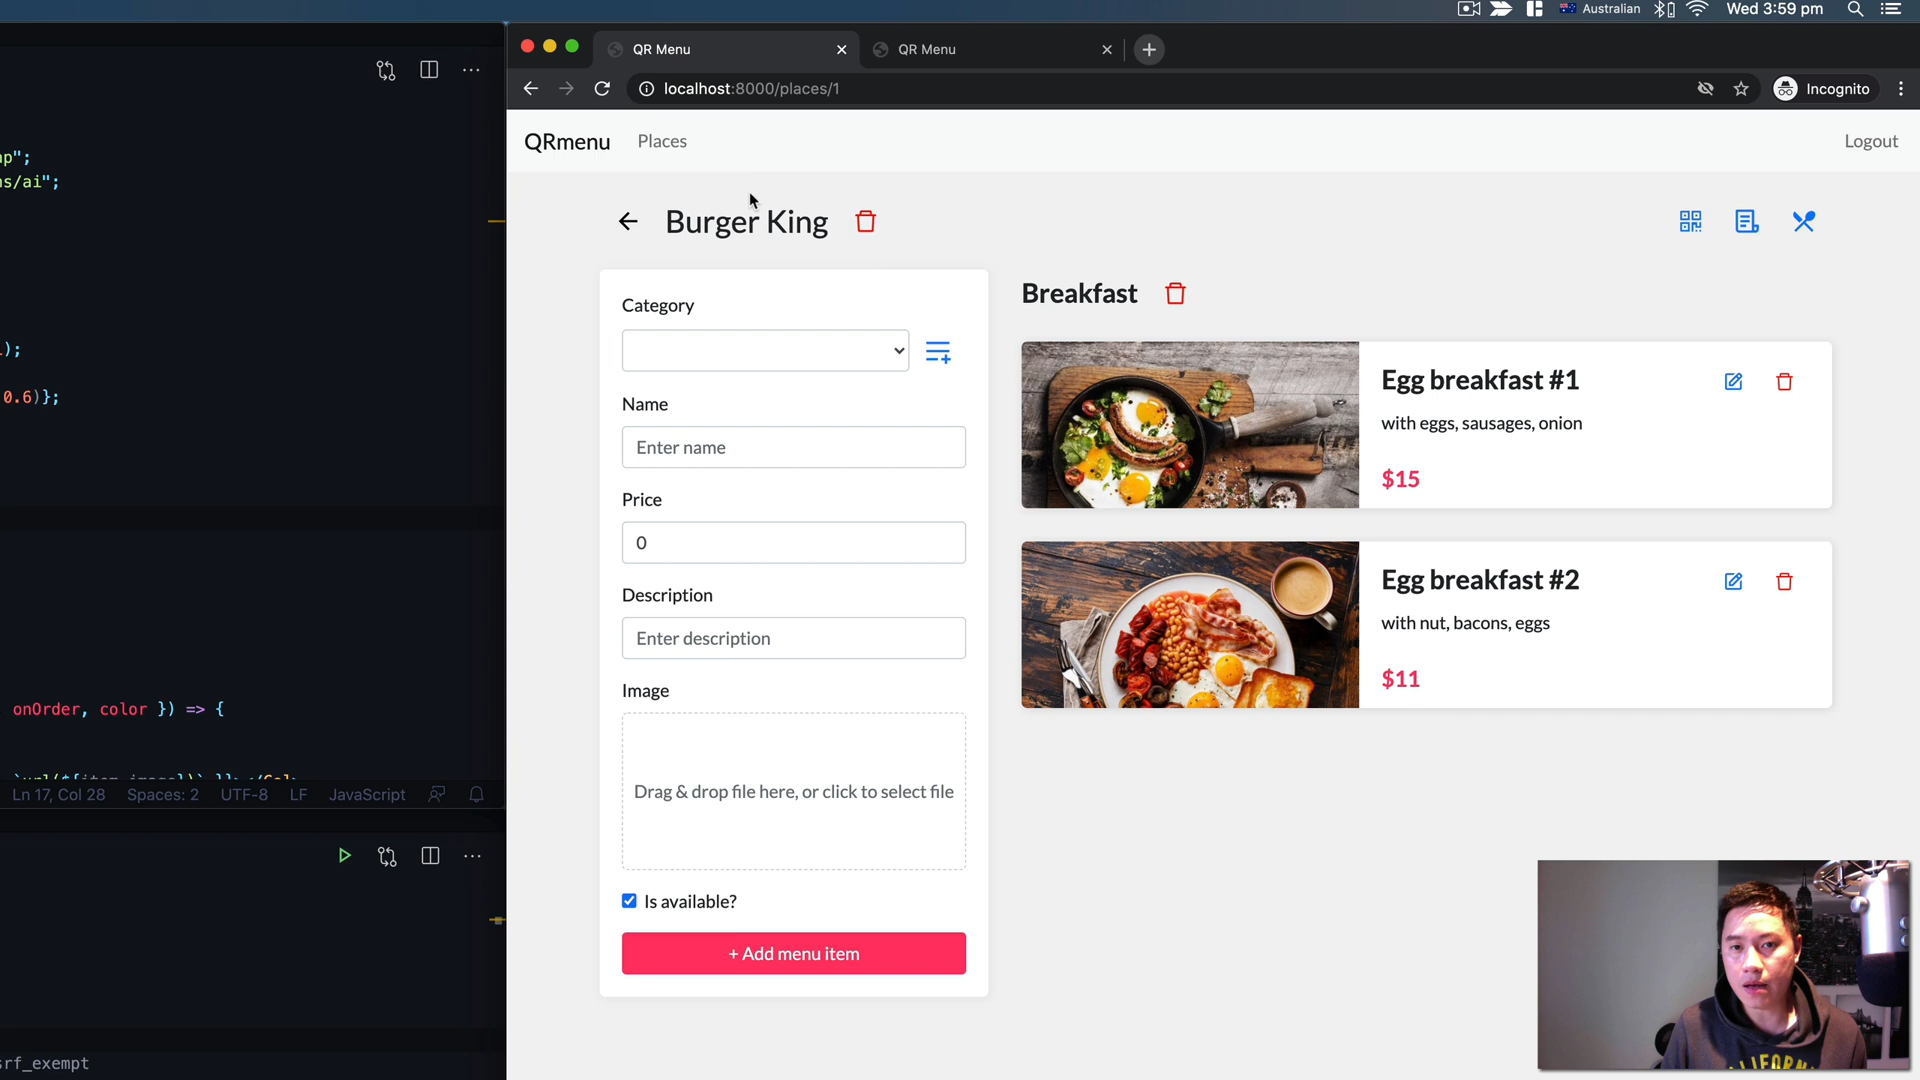 Australian
Wed 3:59 pm
QR Menu
QR Menu
localhost:8000/places/1
Incognito
QRmenu
Places
Logout
Burger King
Category
Name
Enter name
Price
0
Description
Enter description
Image
Drag & drop file here, or click to select file
Is available?
+ Add menu item
Breakfast
Egg breakfast #1
with eggs, sausages, onion
$15
Egg breakfast #2
with nut, bacons, eggs
$11
p";
s/ai";
);
0.6)};
onOrder, color }) => {
Ln 17, Col 28
Spaces: 2
UTF-8
LF
JavaScript
srf_exempt